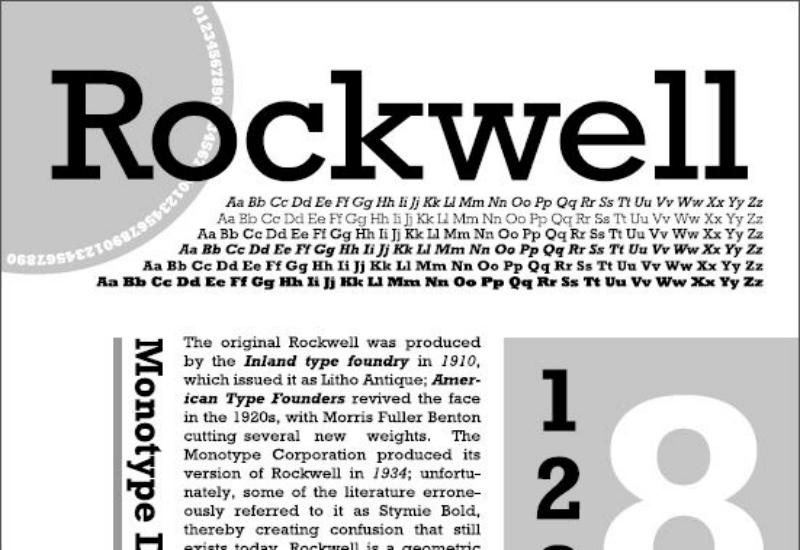 012345678901234567890123456789012345678901234567890
Rockwell
Aa Bb Cc Dd Ee Ff Gg Hh Ii Jj Kk Ll Mm Nn Oo Pp Qq Rr Ss Tt Uu Vv Ww Xx Yy Zz
Aa Bb Cc Dd Ee Ff Gg Hh Ii Jj Kk Ll Mm Nn Oo Pp Qq Rr Ss Tt Uu Vv Ww Xx Yy Zz
Aa Bb Cc Dd Ee Ff Gg Hh Ii Jj Kk Ll Mm Nn Oo Pp Qq Rr Ss Tt Uu Vv Ww Xx Yy Zz
Aa Bb Cc Dd Ee Ff Gg Hh Ii Jj Kk Ll Mm Nn Oo Pp Qq Rr Ss Tt Uu Vv Ww Xx Yy Zz
Aa Bb Cc Dd Ee Ff Gg Hh Ii Jj Kk Ll Mm Nn Oo Pp Qq Rr Ss Tt Uu Vv Ww Xx Yy Zz
Aa Bb Cc Dd Ee Ff Gg Hh Ii Jj Kk Ll Mm Nn Oo Pp Qq Rr Ss Tt Uu Vv Ww Xx Yy Zz
Monotype
The original Rockwell was produced
by the Inland type foundry in 1910,
which issued it as Litho Antique; Amer-
ican Type Founders revived the face
in the 1920s, with Morris Fuller Benton
cutting several new weights. The
Monotype Corporation produced its
version of Rockwell in 1934; unfortu-
nately, some of the literature errone-
ously referred to it as Stymie Bold,
thereby creating confusion that still
exists today. Rockwell is a geometric
1
2
8